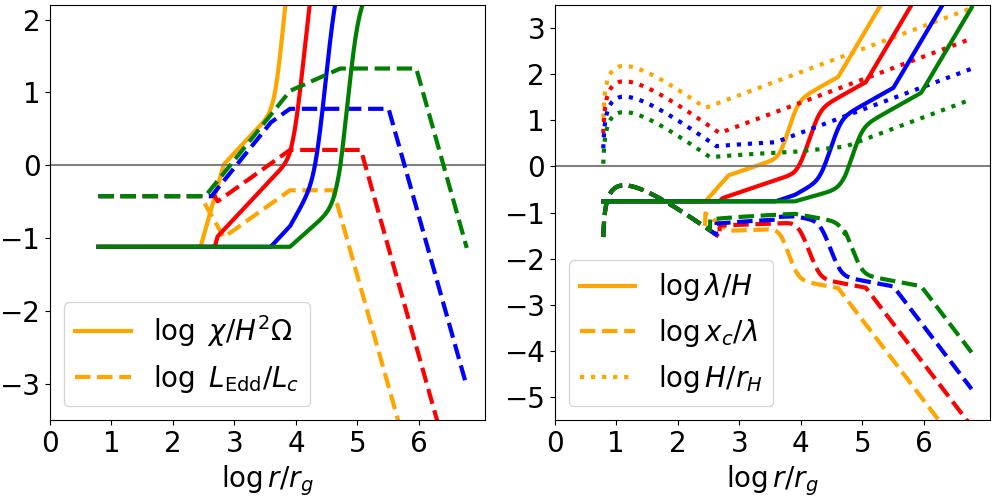 2
1
0
−1
−2
−3
log χ/H²Ω
log L_Edd/L_c
0 1 2 3 4 5 6
log r/r_g
3
2
1
0
−1
−2
−3
−4
−5
log λ/H
log x_c/λ
log H/r_H
0 1 2 3 4 5 6
log r/r_g